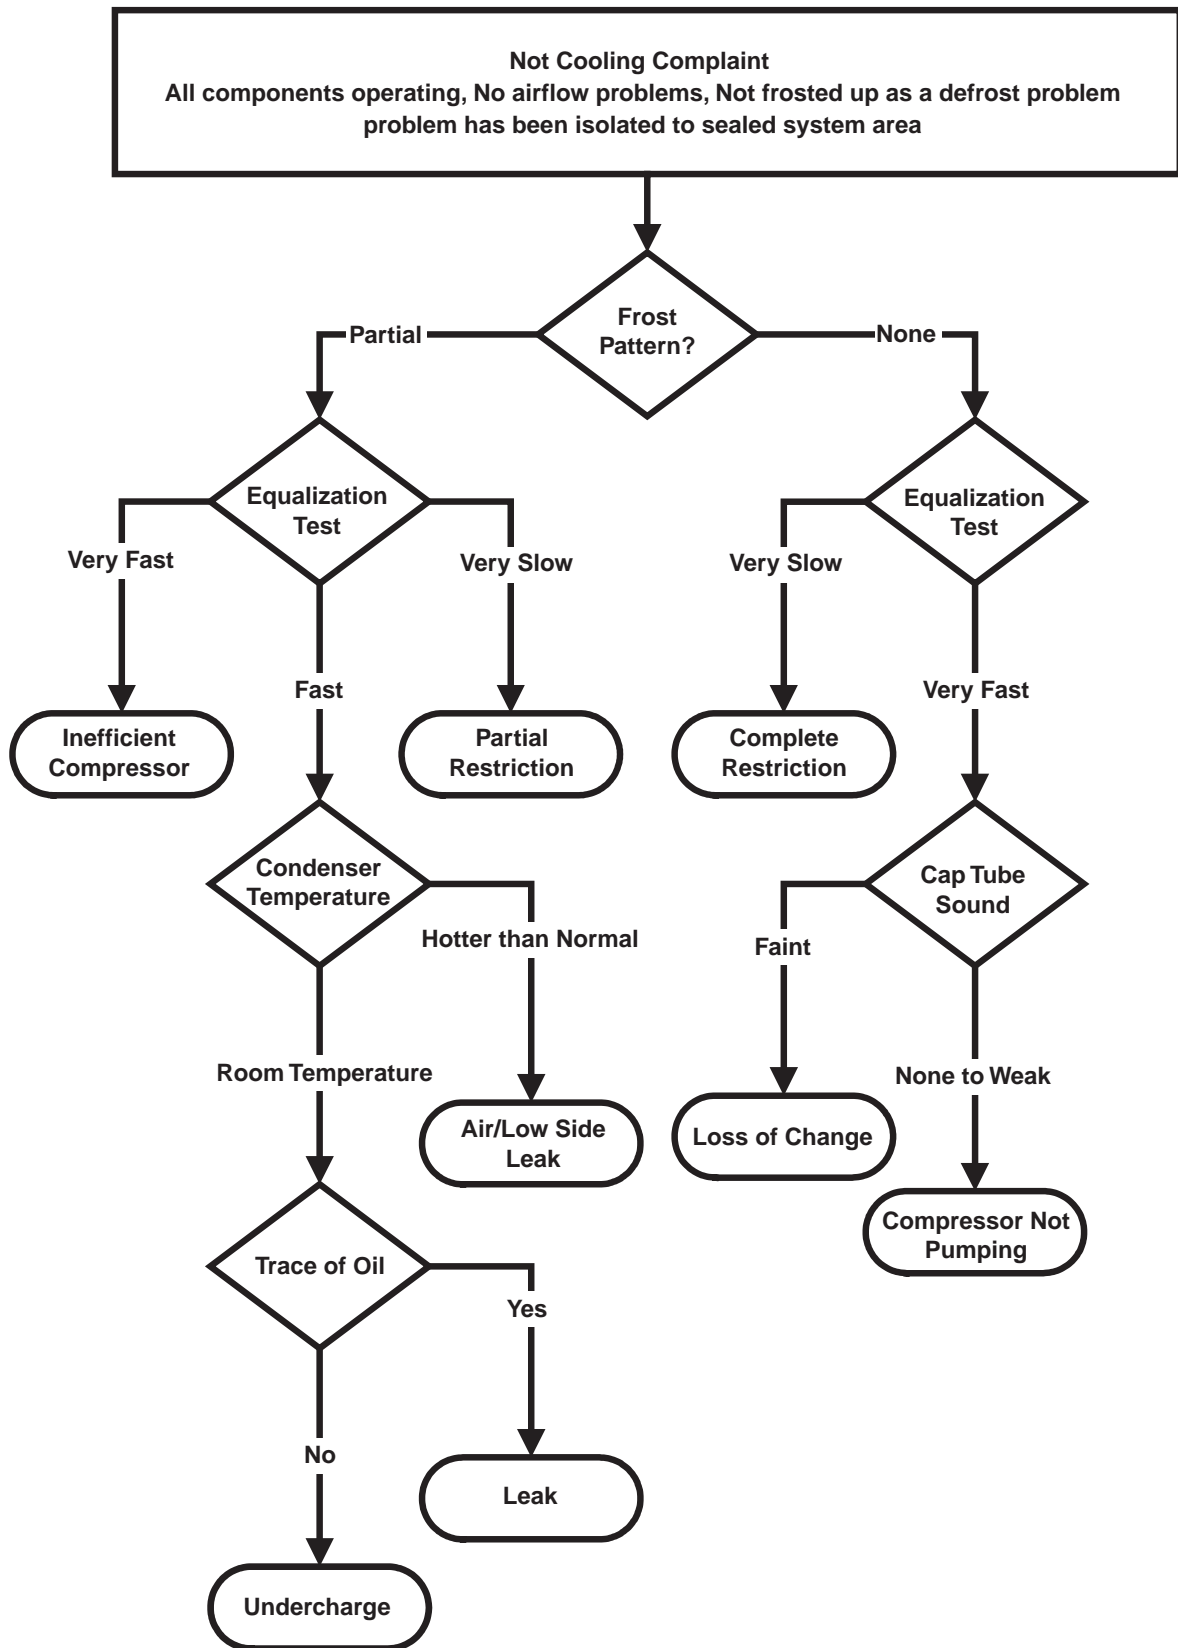 Not Cooling Complaint
All components operating, No airflow problems, Not frosted up as a defrost problem
problem has been isolated to sealed system area
Frost
Pattern?
Partial
None
Equalization
Test
Equalization
Test
Very Fast
Very Slow
Very Slow
Fast
Very Fast
Inefficient
Compressor
Partial
Restriction
Complete
Restriction
Condenser
Temperature
Cap Tube
Sound
Hotter than Normal
Faint
Room Temperature
None to Weak
Air/Low Side
Leak
Loss of Change
Compressor Not
Pumping
Trace of Oil
Yes
No
Leak
Undercharge